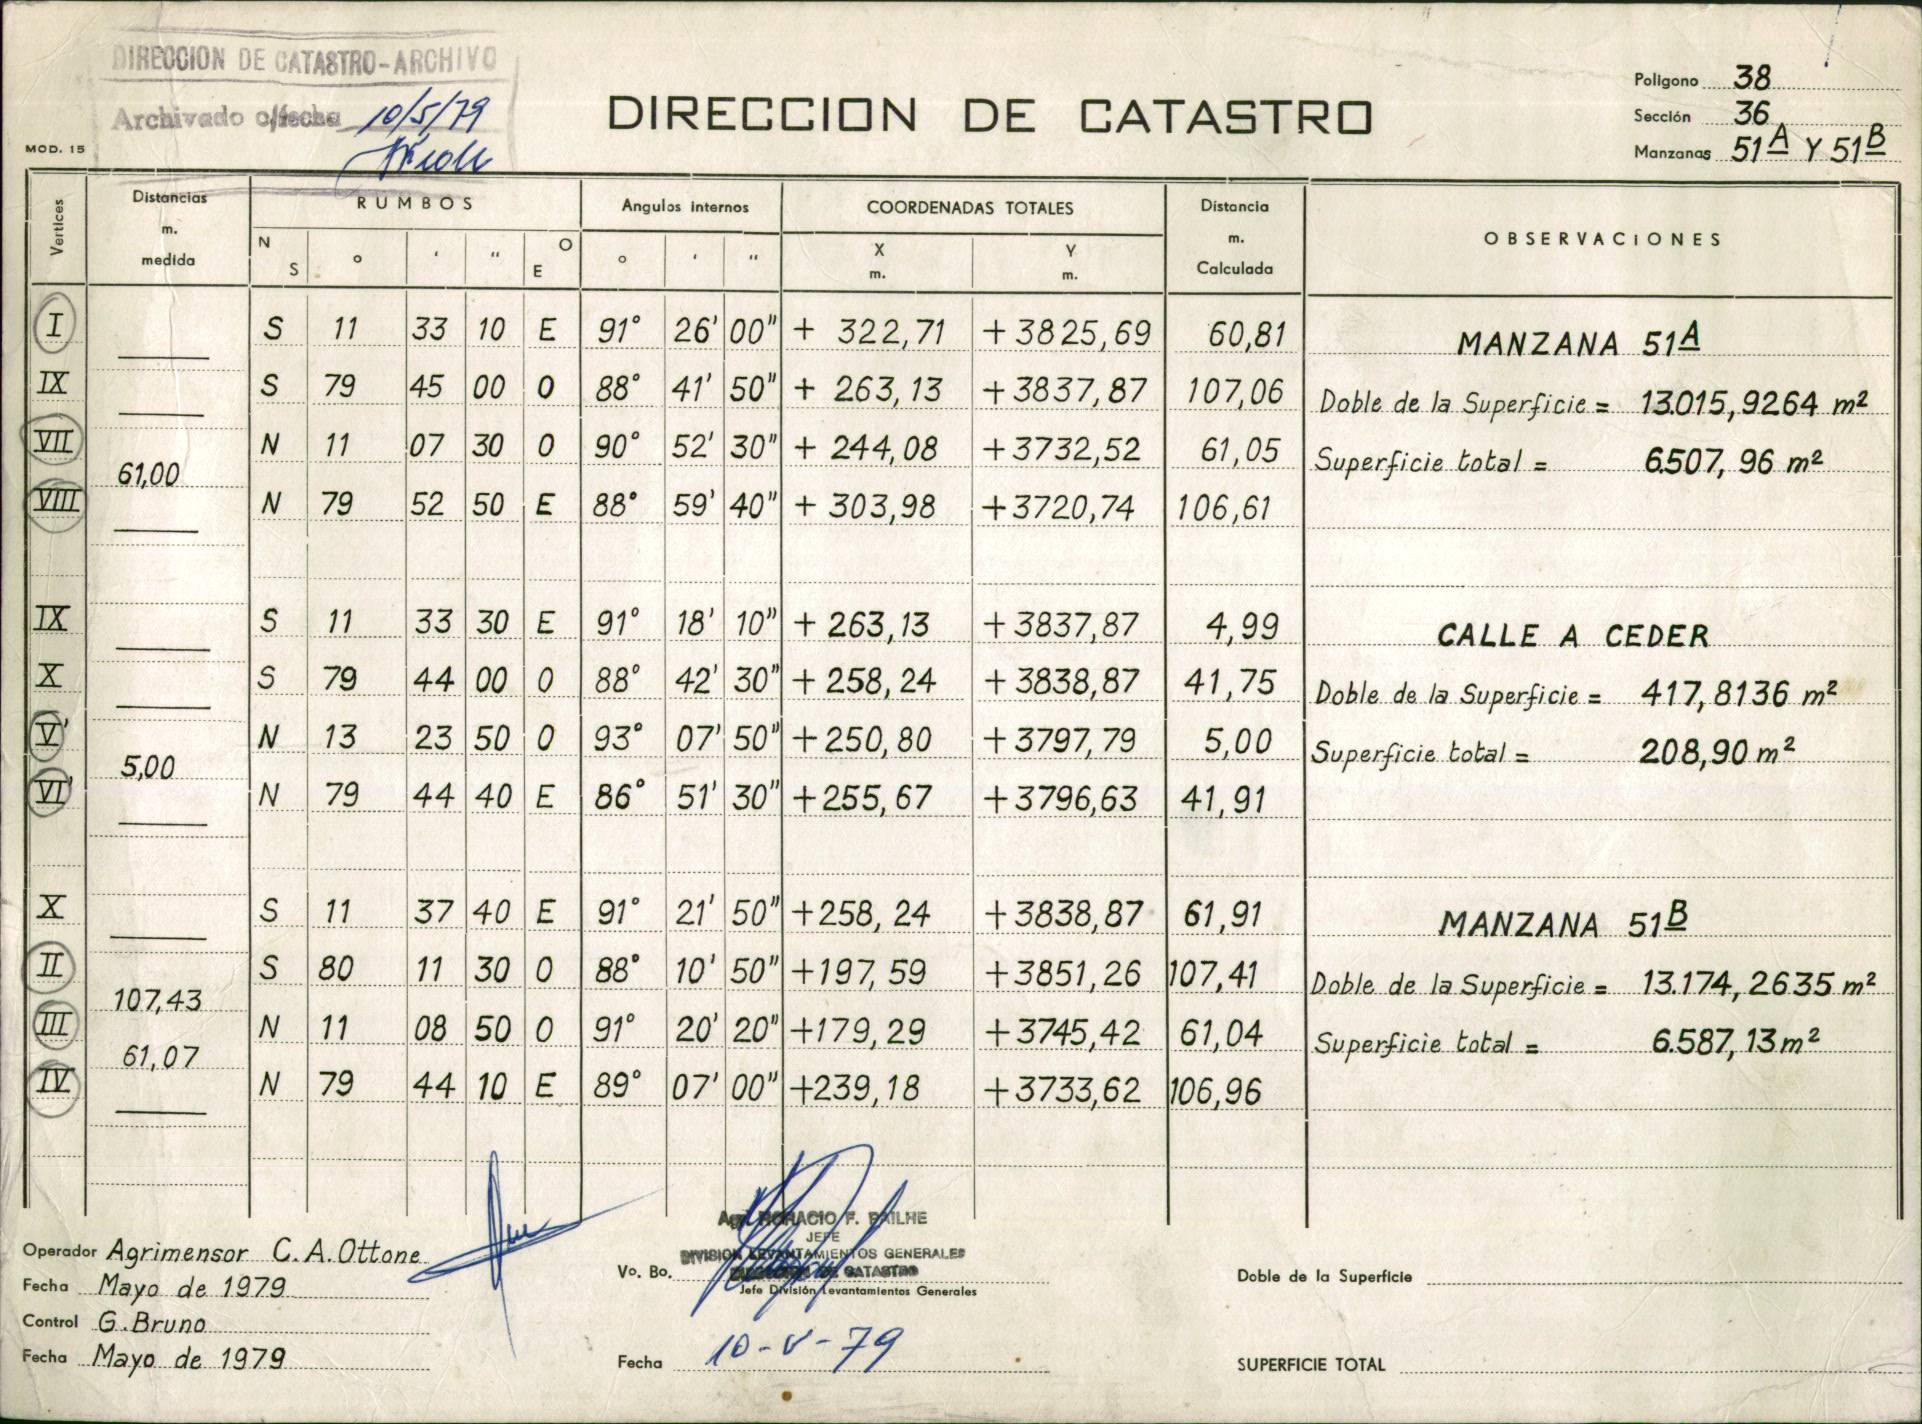 DIRECCION DE CATASTRO-ARCHIVO
Archivado c/fecha 10/5/79
DIRECCION DE CATASTRO
Poligono 38
Sección 36
Manzanas 51A Y 51B
MOD. 15
Vertices Distancias m. medida RUMBOS Angulos internos COORDENADAS TOTALES Distancia m. Calculada OBSERVACIONES
N S ° ' " O E ° ' " X m. Y m.
I S 11 33 10 E 91° 26' 00" + 322,71 +3825,69 60,81 MANZANA 51A
IX S 79 45 00 O 88° 41' 50" + 263,13 +3837,87 107,06 Doble de la Superficie = 13.015,9264 m²
VII N 11 07 30 O 90° 52' 30" + 244,08 +3732,52 61,05 Superficie total = 6.507,96 m²
61,00
VIII N 79 52 50 E 88° 59' 40" + 303,98 +3720,74 106,61
IX S 11 33 30 E 91° 18' 10" + 263,13 +3837,87 4,99 CALLE A CEDER
X S 79 44 00 O 88° 42' 30" + 258,24 +3838,87 41,75 Doble de la Superficie = 417,8136 m²
V' N 13 23 50 O 93° 07' 50" +250,80 +3797,79 5,00 Superficie total = 208,90 m²
5,00
VI' N 79 44 40 E 86° 51' 30" +255,67 +3796,63 41,91
X S 11 37 40 E 91° 21' 50" +258,24 +3838,87 61,91 MANZANA 51B
II S 80 11 30 O 88° 10' 50" +197,59 +3851,26 107,41 Doble de la Superficie = 13.174,2635 m²
107,43
III N 11 08 50 O 91° 20' 20" +179,29 +3745,42 61,04 Superficie total = 6.587,13 m²
61,07
IV N 79 44 10 E 89° 07' 00" +239,18 +3733,62 106,96
Operador Agrimensor C. A. Ottone
Fecha Mayo de 1979
Control G. Bruno
Fecha Mayo de 1979
HORACIO F.
JEFE
DIVISION LEVANTAMIENTOS GENERALES
DIRECCION DE CATASTRO
Vo. Bo.
Jefe División Levantamientos Generales
Fecha 10-V-79
Doble de la Superficie
SUPERFICIE TOTAL